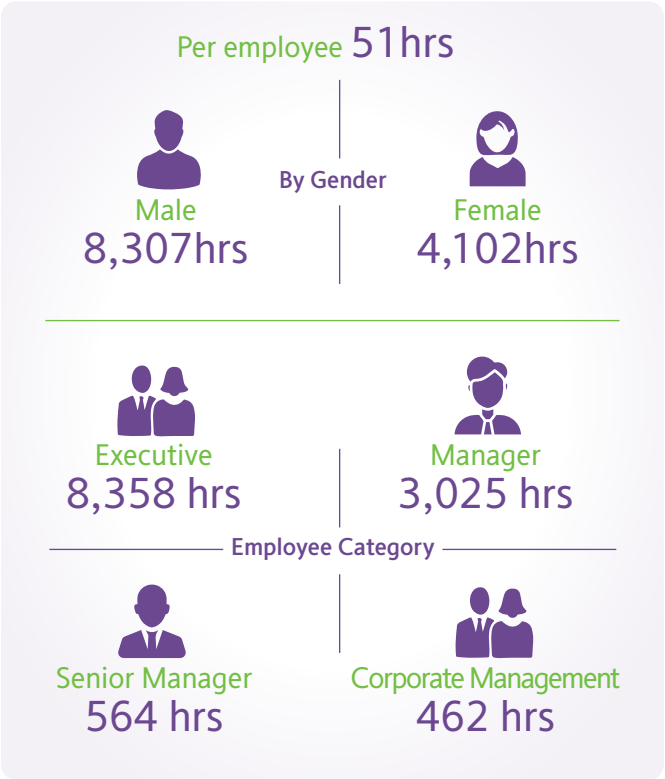 Per employee 51hrs
By Gender
Male
8,307hrs
Female
4,102hrs
Executive
8,358 hrs
Manager
3,025 hrs
Employee Category
Senior Manager
564 hrs
Corporate Management
462 hrs